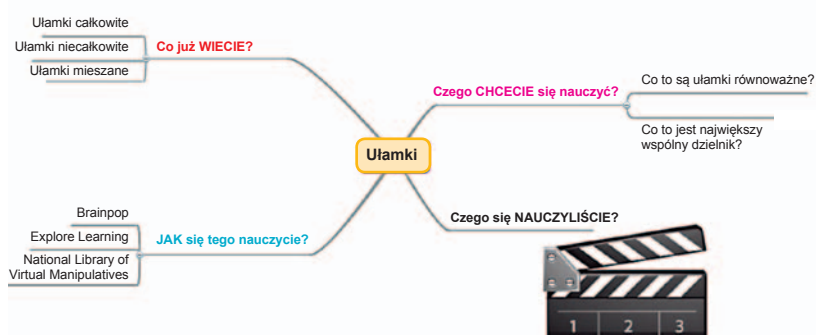 Ułamki całkowite
Ułamki niecałkowite
Ułamki mieszane
Co już WIECIE?
Czego CHCECIE się nauczyć?
Co to są ułamki równoważne?
Co to jest największy
wspólny dzielnik?
Ułamki
Brainpop
Explore Learning
National Library of
Virtual Manipulatives
JAK się tego nauczycie?
Czego się NAUCZYLIŚCIE?
1 2 3